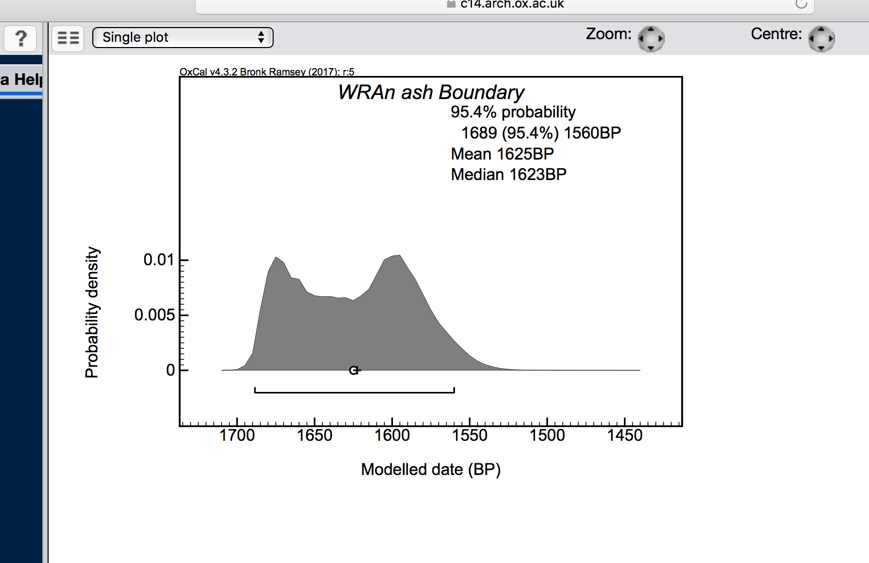 c14.arch.ox.ac.uk
?
Single plot
Zoom:
Centre:
a Help
OxCal v4.3.2 Bronk Ramsey (2017); r:5
WRAn ash Boundary
95.4% probability
1689 (95.4%) 1560BP
Mean 1625BP
Median 1623BP
Probability density
0.01
0.005
0
1700 1650 1600 1550 1500 1450
Modelled date (BP)